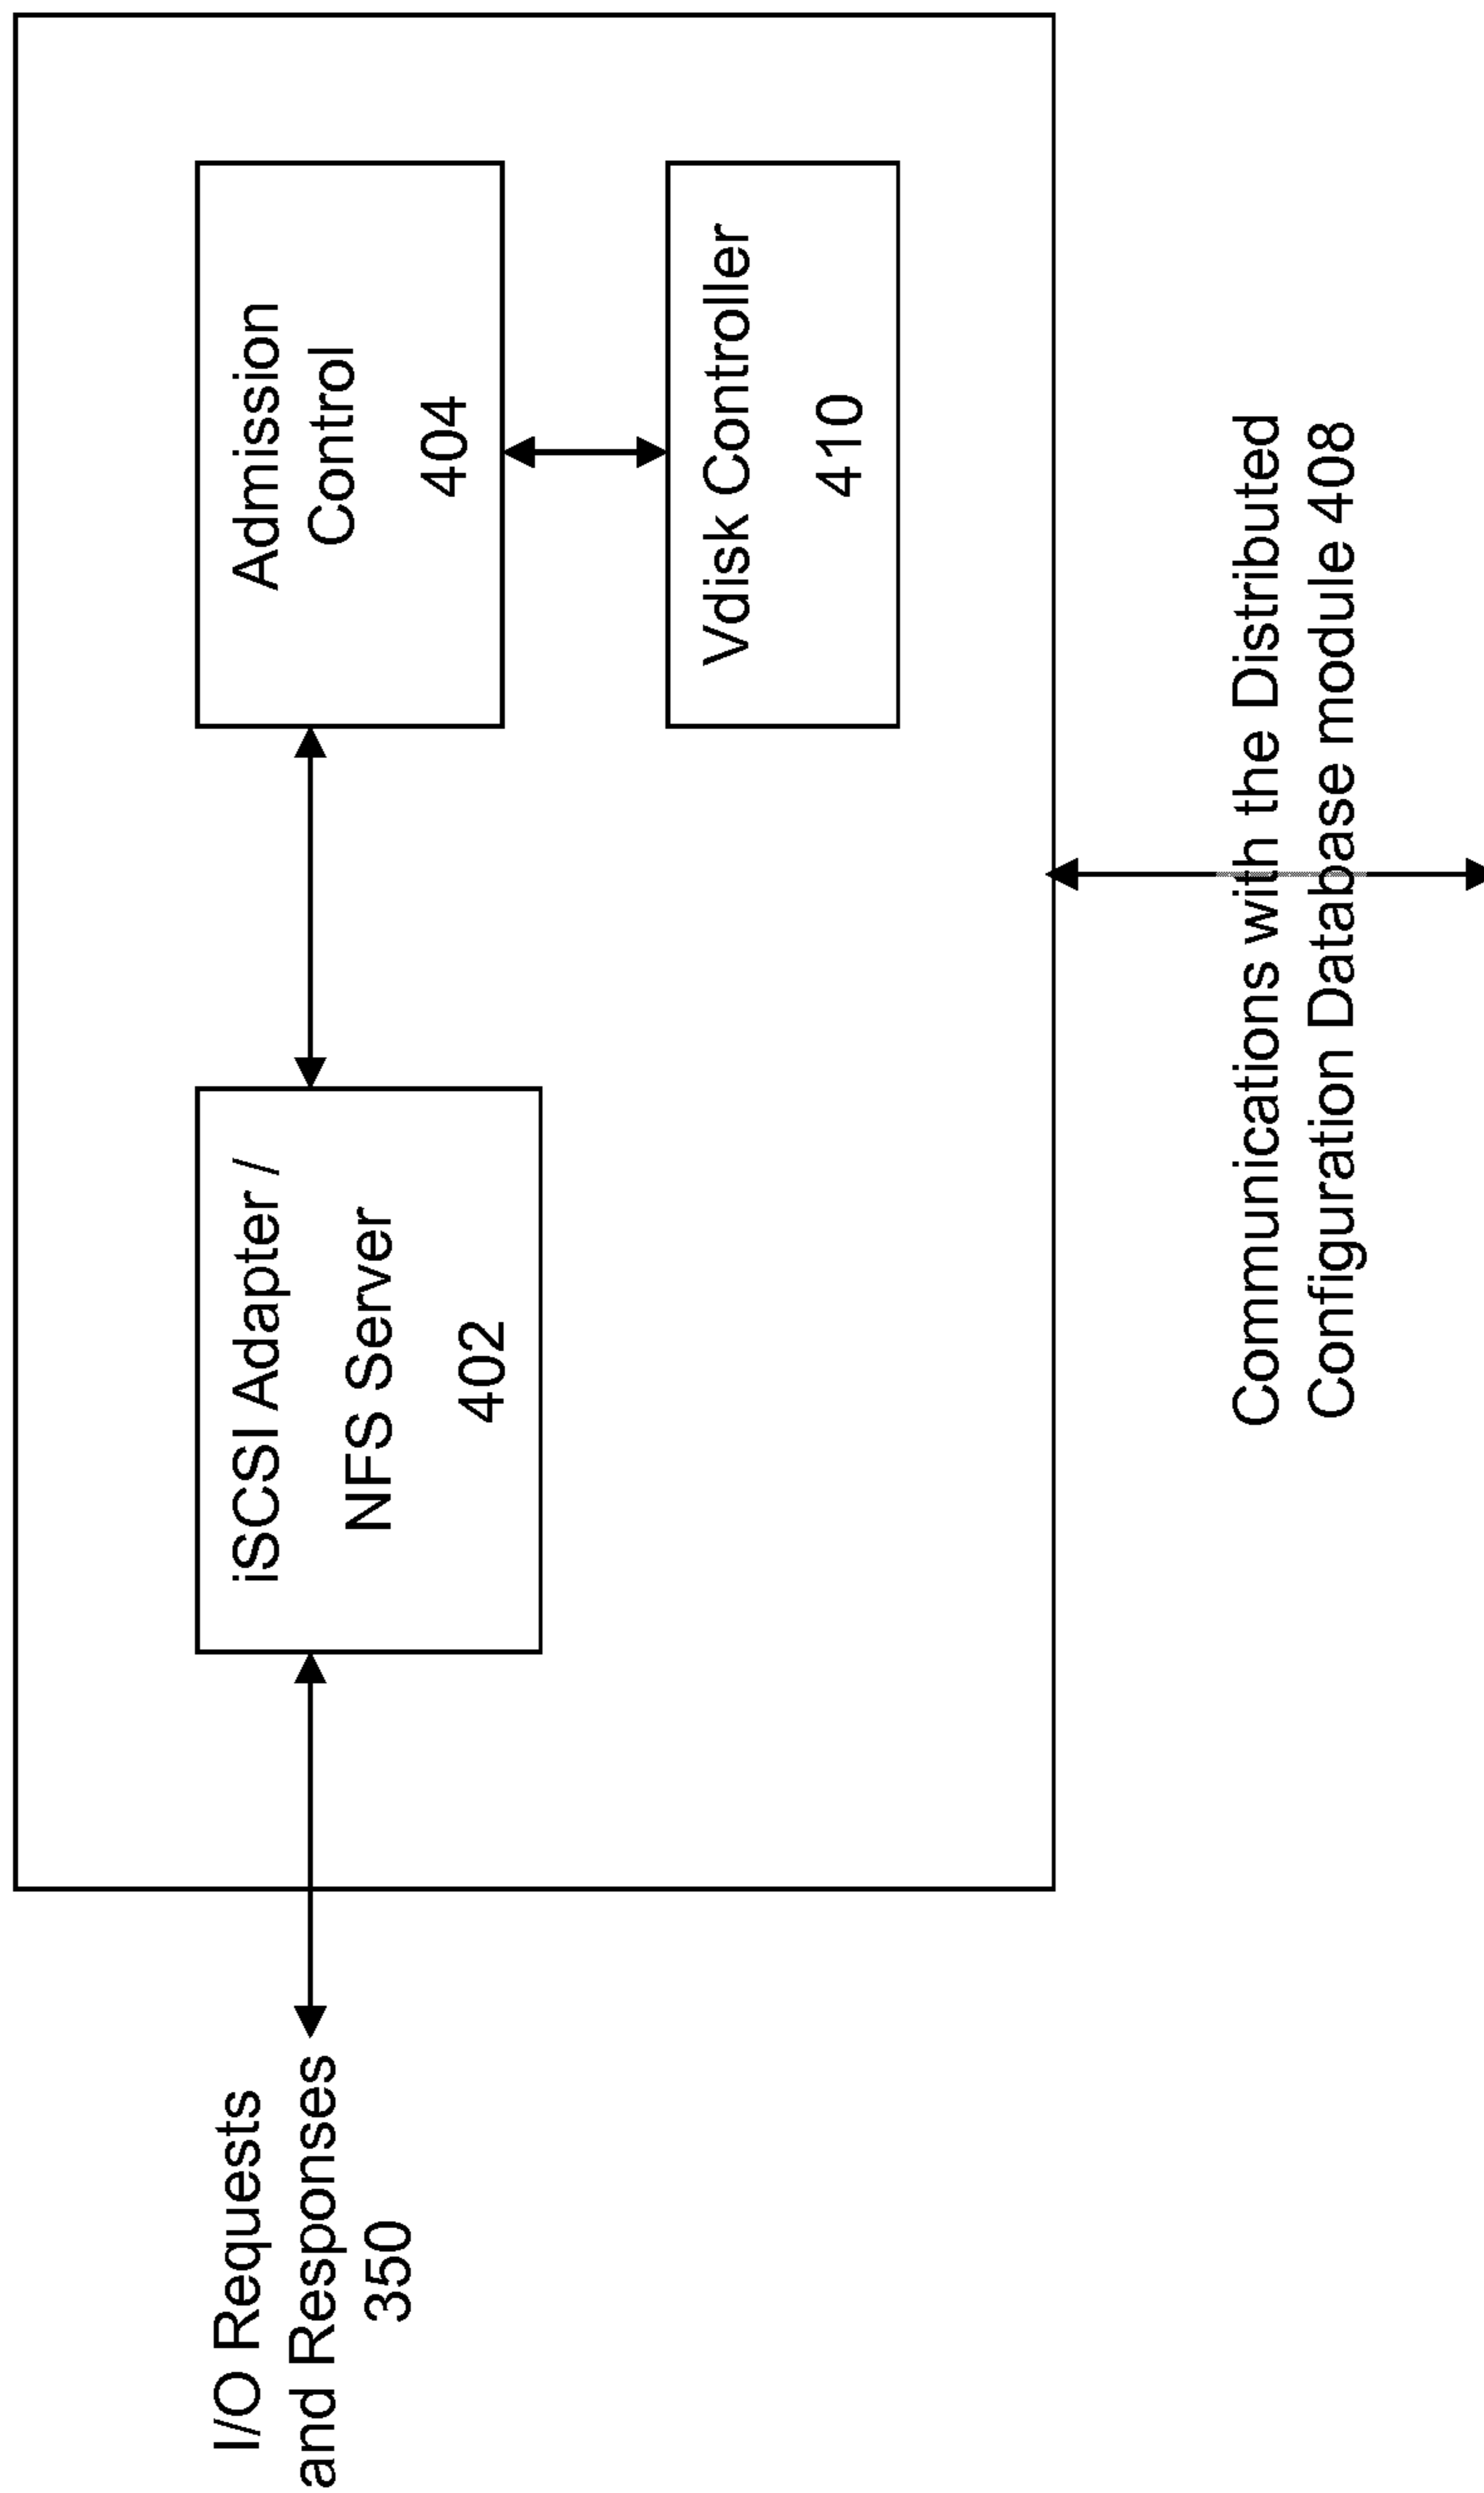 I/O Requests
and Responses
350
iSCSI Adapter /
NFS Server
402
Admission
Control
404
Vdisk Controller
410
Communications with the Distributed
Configuration Database module 408